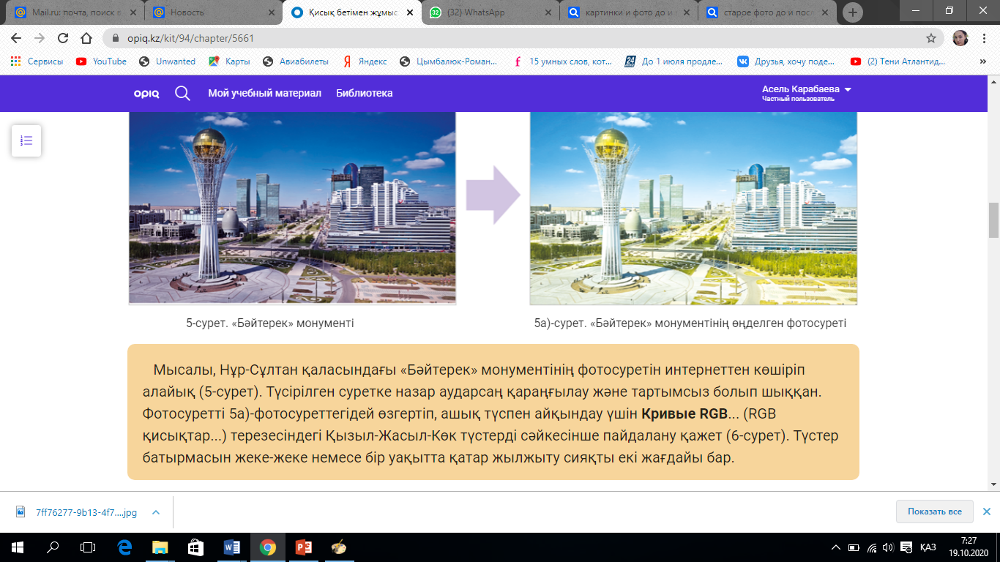 Mail.ru: почта, поиск в
Новость
Қисық бетімен жұмыс
(32) WhatsApp
картинки и фото до и п
старое фото до и посл
opiq.kz/kit/94/chapter/5661
Сервисы
YouTube
Unwanted
Карты
Авиабилеты
Яндекс
Цымбалюк-Роман...
15 умных слов, кот...
До 1 июля продле...
Друзья, хочу поде...
(2) Тени Атлантид...
opiq
Мой учебный материал
Библиотека
Асель Карабаева
Частный пользователь
5-сурет. «Бәйтерек» монументі
5а)-сурет. «Бәйтерек» монументінің өңделген фотосуреті
Мысалы, Нұр-Сұлтан қаласындағы «Бәйтерек» монументінің фотосуретін интернеттен көшіріп
алайық (5-сурет). Түсірілген суретке назар аударсаң қараңғылау және тартымсыз болып шыққан.
Фотосуретті 5а)-фотосуреттегідей өзгертіп, ашық түспен айқындау үшін Кривые RGB... (RGB
қисықтар...) терезесіндегі Қызыл-Жасыл-Көк түстерді сәйкесінше пайдалану қажет (6-сурет). Түстер
батырмасын жеке-жеке немесе бір уақытта қатар жылжыту сияқты екі жағдайы бар.
7ff76277-9b13-4f7....jpg
Показать все
ҚАЗ
7:27
19.10.2020